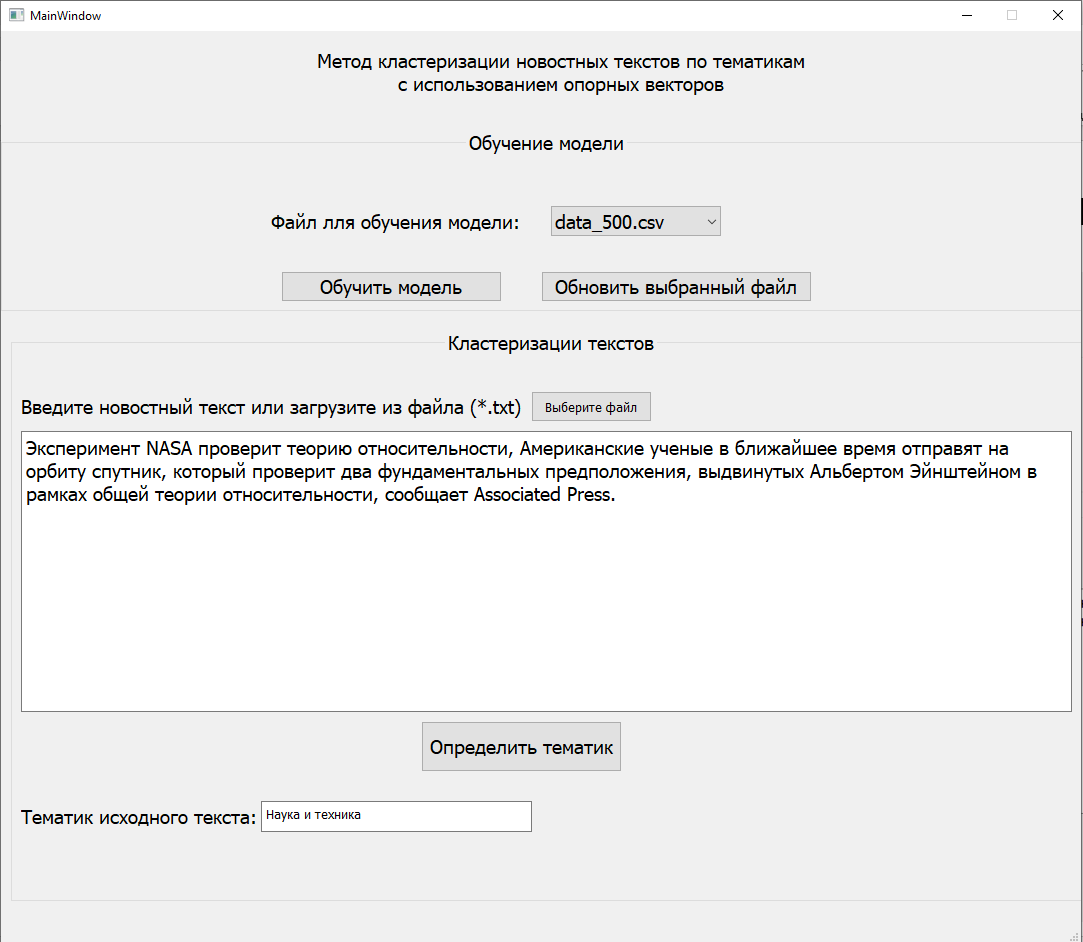 MainWindow
Метод кластеризации новостных текстов по тематикам
с использованием опорных векторов
Обучение модели
Файл лля обучения модели: data_500.csv
Обучить модель Обновить выбранный файл
Кластеризации текстов
Введите новостный текст или загрузите из файла (*.txt) Выберите файл
Эксперимент NASA проверит теорию относительности, Американские ученые в ближайшее время отправят на
орбиту спутник, который проверит два фундаментальных предположения, выдвинутых Альбертом Эйнштейном в
рамках общей теории относительности, сообщает Associated Press.
Определить тематик
Тематик исходного текста: Наука и техника